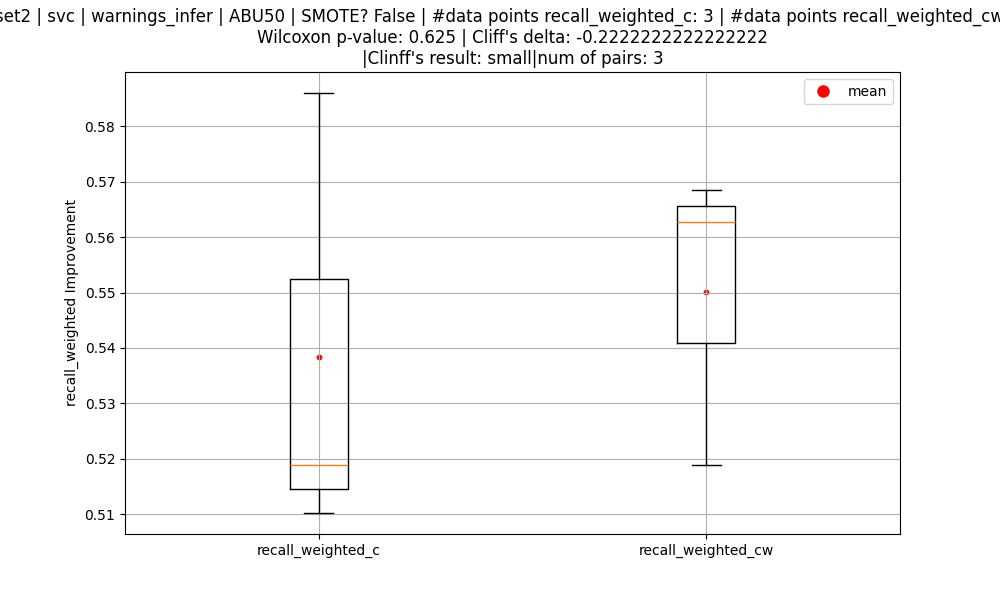 set2 | svc | warnings_infer | ABU50 | SMOTE? False | #data points recall_weighted_c: 3 | #data points recall_weighted_cw
Wilcoxon p-value: 0.625 | Cliff's delta: -0.2222222222222222
|Clinff's result: small|num of pairs: 3
mean
0.58
0.57
0.56
0.55
0.54
0.53
0.52
0.51
recall_weighted Improvement
recall_weighted_c
recall_weighted_cw